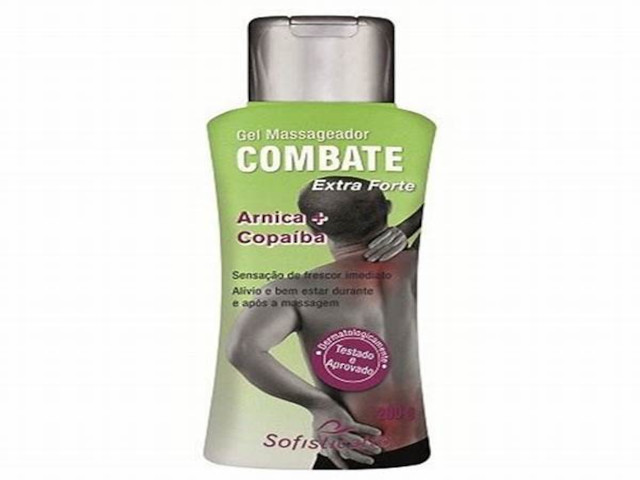 Gel Massageador
COMBATE
Extra Forte
Arnica +
Copaíba
Sensação de frescor imediato
Alívio e bem estar durante
e após a massagem
Dermatologicamente
Testado
e
Aprovado
200 g